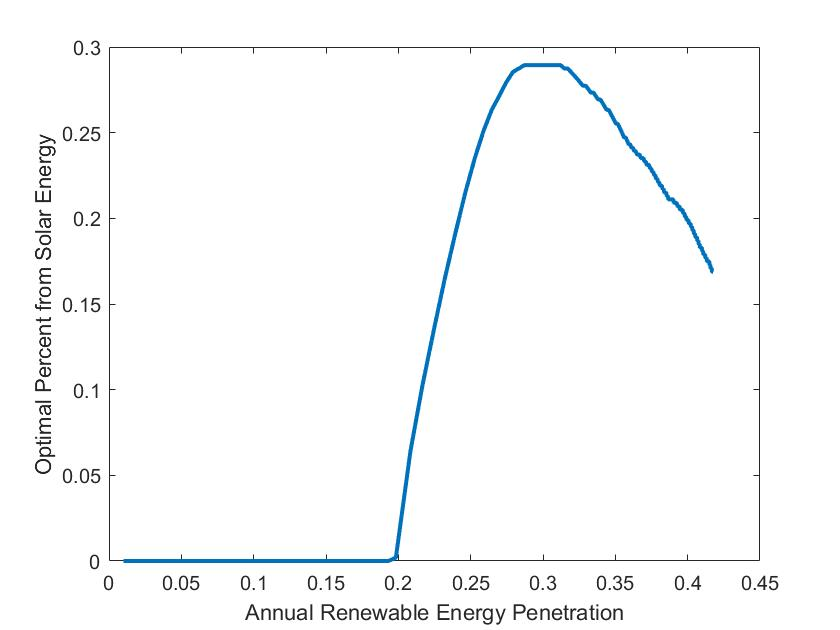 0.3
0.25
0.2
0.15
0.1
0.05
0
Optimal Percent from Solar Energy
0 0.05 0.1 0.15 0.2 0.25 0.3 0.35 0.4 0.45
Annual Renewable Energy Penetration